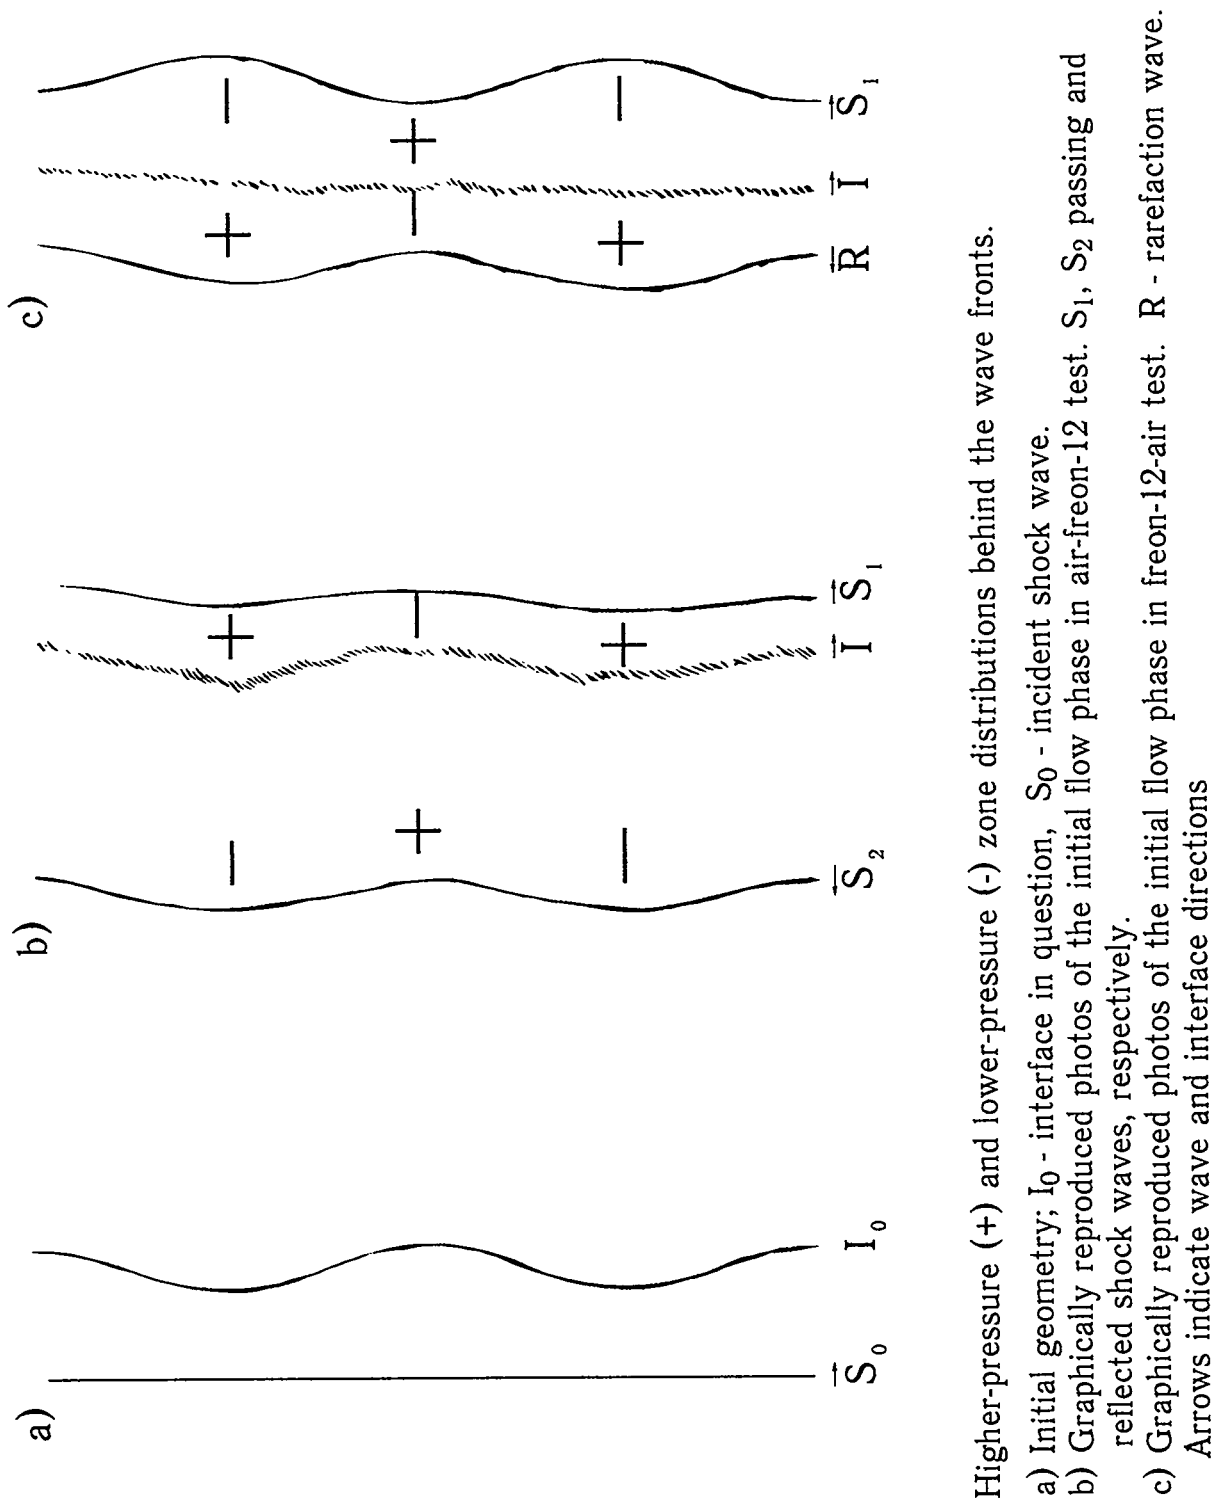 a)
S0
I0
b)
S2
I
S1
c)
R
I
S1
+
−
+
−
+
−
+
−
−
+
−
+
−
+
Higher-pressure (+) and lower-pressure (-) zone distributions behind the wave fronts.
a) Initial geometry; I0 - interface in question, S0 - incident shock wave.
b) Graphically reproduced photos of the initial flow phase in air-freon-12 test. S1, S2 passing and
reflected shock waves, respectively.
c) Graphically reproduced photos of the initial flow phase in freon-12-air test. R - rarefaction wave.
Arrows indicate wave and interface directions